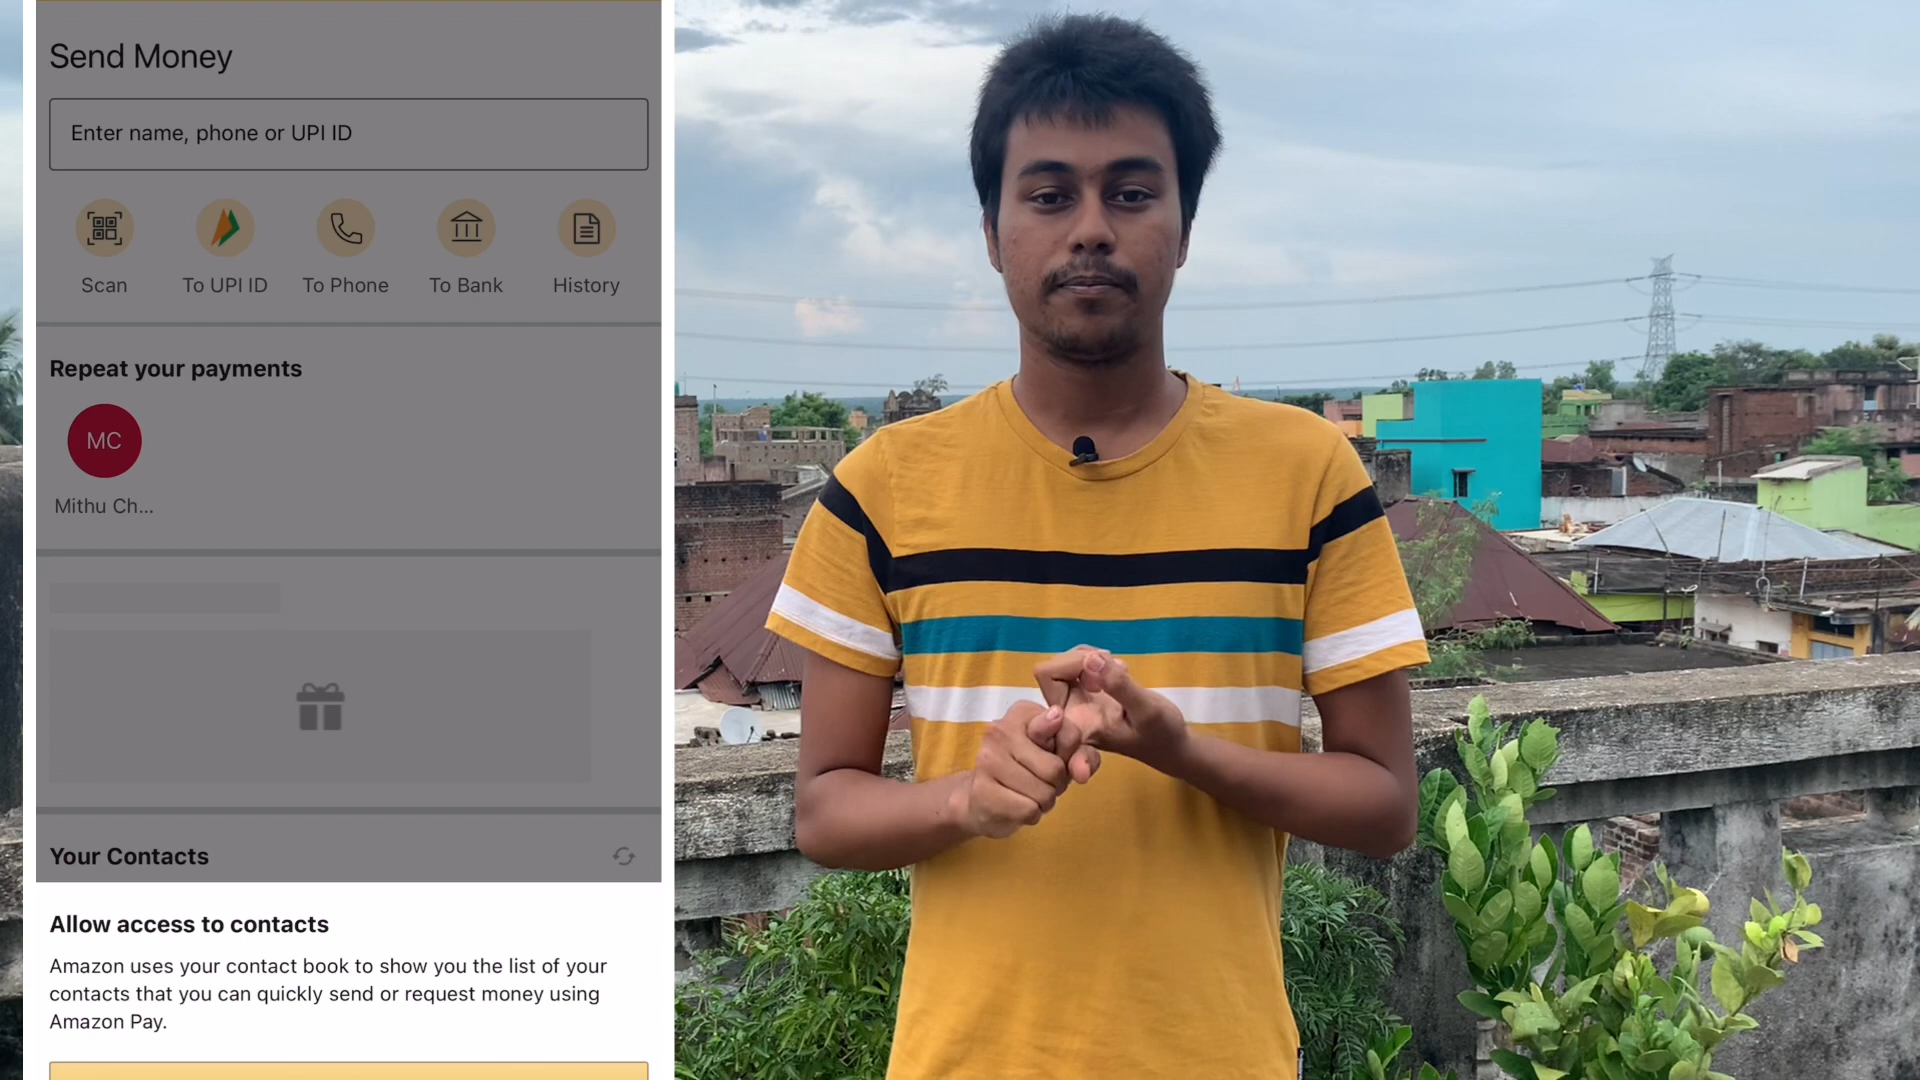 Send Money
Enter name, phone or UPI ID
Scan
To UPI ID
To Phone
To Bank
History
Repeat your payments
MC
Mithu Ch...
Your Contacts
Allow access to contacts
Amazon uses your contact book to show you the list of your
contacts that you can quickly send or request money using
Amazon Pay.